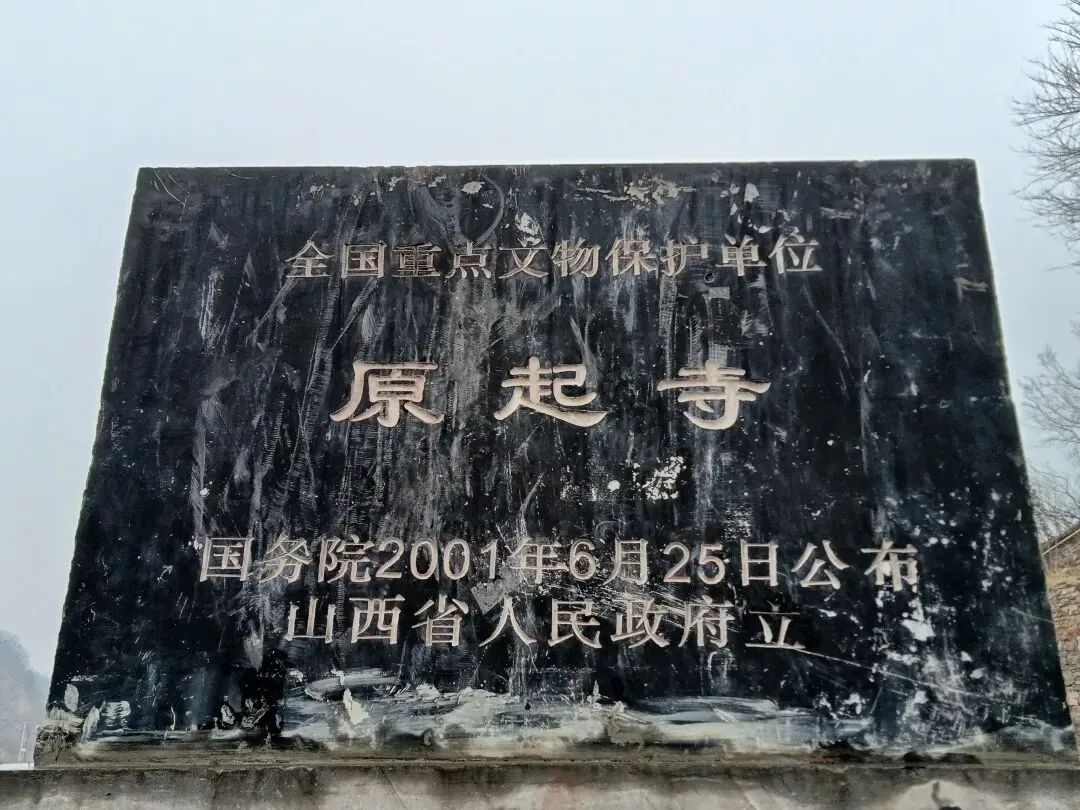 全国重点文物保护单位
原起寺
国务院2001年6月25日公布
山西省人民政府立